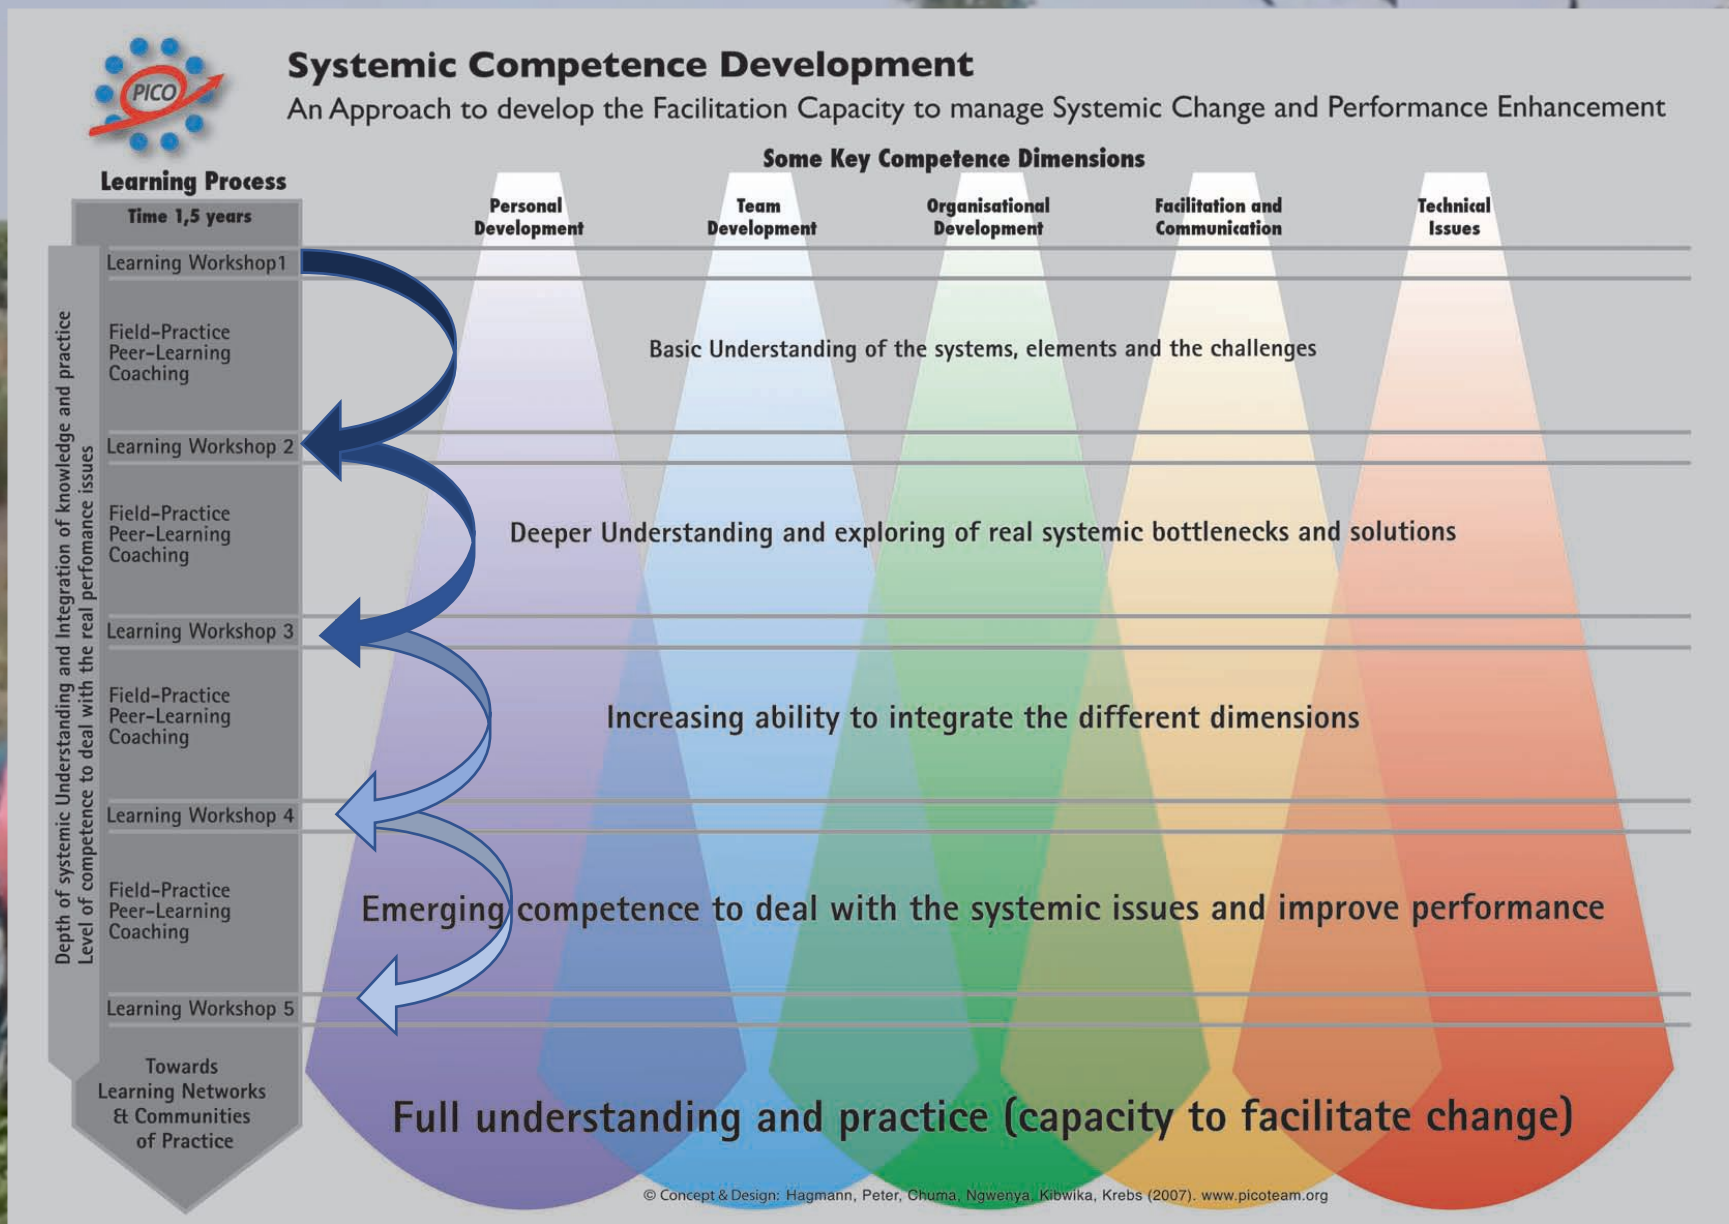 PICO
Systemic Competence Development
An Approach to develop the Facilitation Capacity to manage Systemic Change and Performance Enhancement
Some Key Competence Dimensions
Learning Process
Time 1,5 years
Personal
Development
Team
Development
Organisational
Development
Facilitation and
Communication
Technical
Issues
Depth of systemic Understanding and Integration of knowledge and practice
Level of competence to deal with the real perfomance issues
Learning Workshop1
Field-Practice
Peer-Learning
Coaching
Basic Understanding of the systems, elements and the challenges
Learning Workshop 2
Field-Practice
Peer-Learning
Coaching
Deeper Understanding and exploring of real systemic bottlenecks and solutions
Learning Workshop 3
Field-Practice
Peer-Learning
Coaching
Increasing ability to integrate the different dimensions
Learning Workshop 4
Field-Practice
Peer-Learning
Coaching
Emerging competence to deal with the systemic issues and improve performance
Learning Workshop 5
Towards
Learning Networks
& Communities
of Practice
Full understanding and practice (capacity to facilitate change)
© Concept & Design: Hagmann, Peter, Chuma, Ngwenya, Kibwika, Krebs (2007). www.picoteam.org